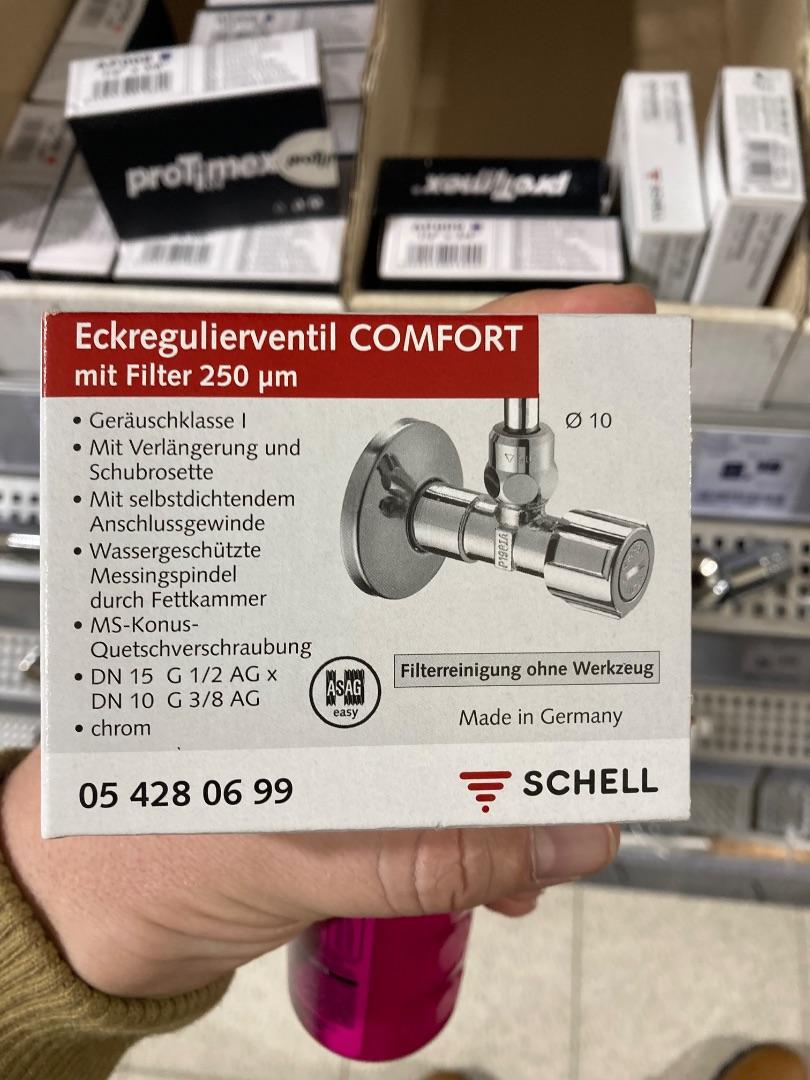 proTimex
proTimex
SCHELL
Eckregulierventil COMFORT
mit Filter 250 µm
• Geräuschklasse I
• Mit Verlängerung und
Schubrosette
• Mit selbstdichtendem
Anschlussgewinde
• Wassergeschützte
Messingspindel
durch Fettkammer
• MS-Konus-
Quetschverschraubung
• DN 15 G 1/2 AG x
DN 10 G 3/8 AG
• chrom
Ø 10
ASAG
easy
Filterreinigung ohne Werkzeug
Made in Germany
05 428 06 99
SCHELL